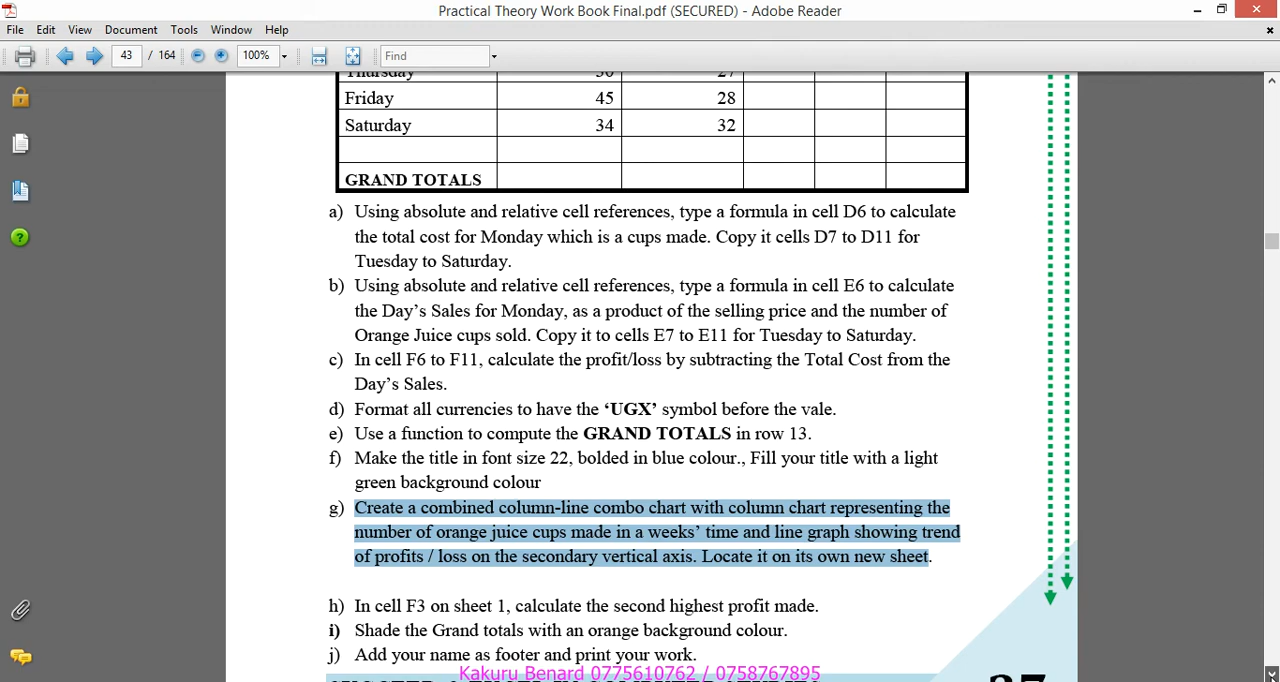 Practical Theory Work Book Final.pdf (SECURED) - Adobe Reader
File Edit View Document Tools Window Help
43 / 164 100% Find
Thursday 30 27
Friday 45 28
Saturday 34 32
GRAND TOTALS
a) Using absolute and relative cell references, type a formula in cell D6 to calculate
the total cost for Monday which is a cups made. Copy it cells D7 to D11 for
Tuesday to Saturday.
b) Using absolute and relative cell references, type a formula in cell E6 to calculate
the Day’s Sales for Monday, as a product of the selling price and the number of
Orange Juice cups sold. Copy it to cells E7 to E11 for Tuesday to Saturday.
c) In cell F6 to F11, calculate the profit/loss by subtracting the Total Cost from the
Day’s Sales.
d) Format all currencies to have the ‘UGX’ symbol before the vale.
e) Use a function to compute the GRAND TOTALS in row 13.
f) Make the title in font size 22, bolded in blue colour., Fill your title with a light
green background colour
g) Create a combined column-line combo chart with column chart representing the
number of orange juice cups made in a weeks’ time and line graph showing trend
of profits / loss on the secondary vertical axis. Locate it on its own new sheet.
h) In cell F3 on sheet 1, calculate the second highest profit made.
i) Shade the Grand totals with an orange background colour.
j) Add your name as footer and print your work.
Kakuru Benard 0775610762 / 0758767895